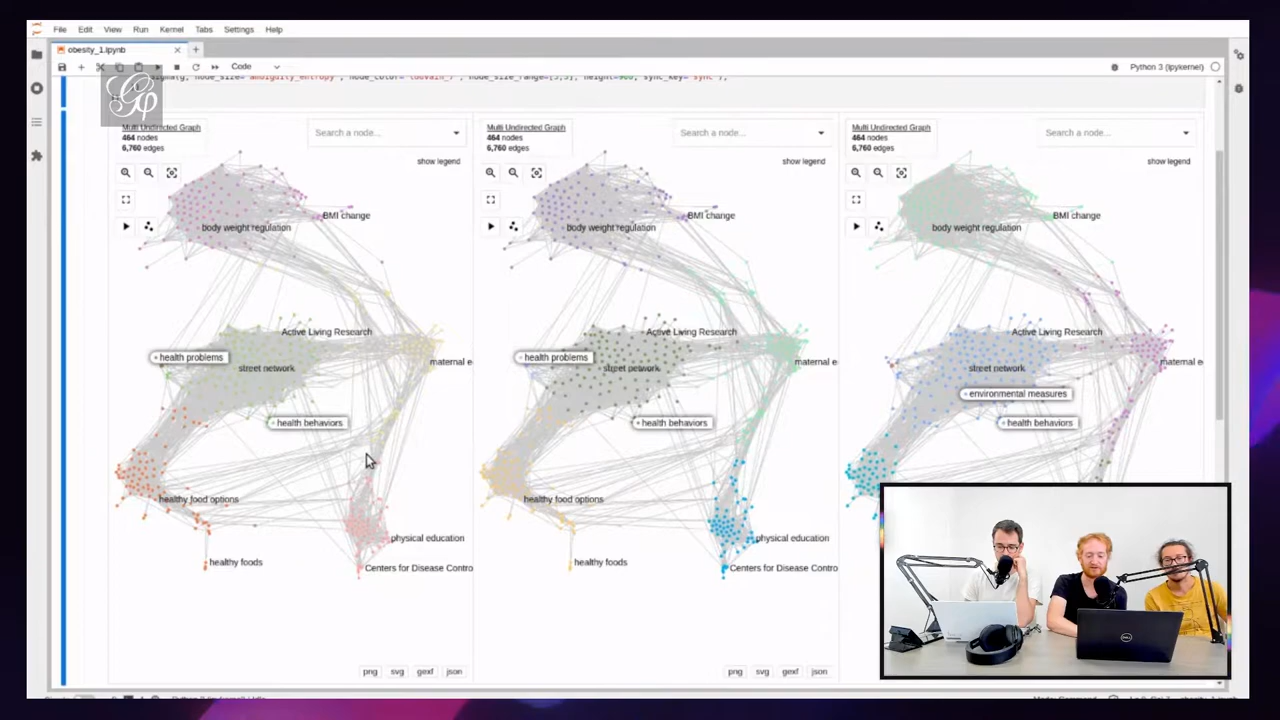 File Edit View Run Kernel Tabs Settings Help
obesity_1.ipynb
Code
Python 3 (ipykernel)
Gφ
Multi Undirected Graph
464 nodes
6,760 edges
Search a node...
show legend
BMI change
body weight regulation
Active Living Research
health problems
maternal e
street network
health behaviors
healthy food options
physical education
healthy foods
Centers for Disease Contro
png svg gexf json
Multi Undirected Graph
464 nodes
6,760 edges
Search a node...
show legend
BMI change
body weight regulation
Active Living Research
health problems
maternal e
street network
health behaviors
healthy food options
physical education
healthy foods
Centers for Disease Contro
png svg gexf json
Multi Undirected Graph
464 nodes
6,760 edges
Search a node...
show legend
BMI change
body weight regulation
Active Living Research
maternal e
street network
environmental measures
health behaviors
DELL